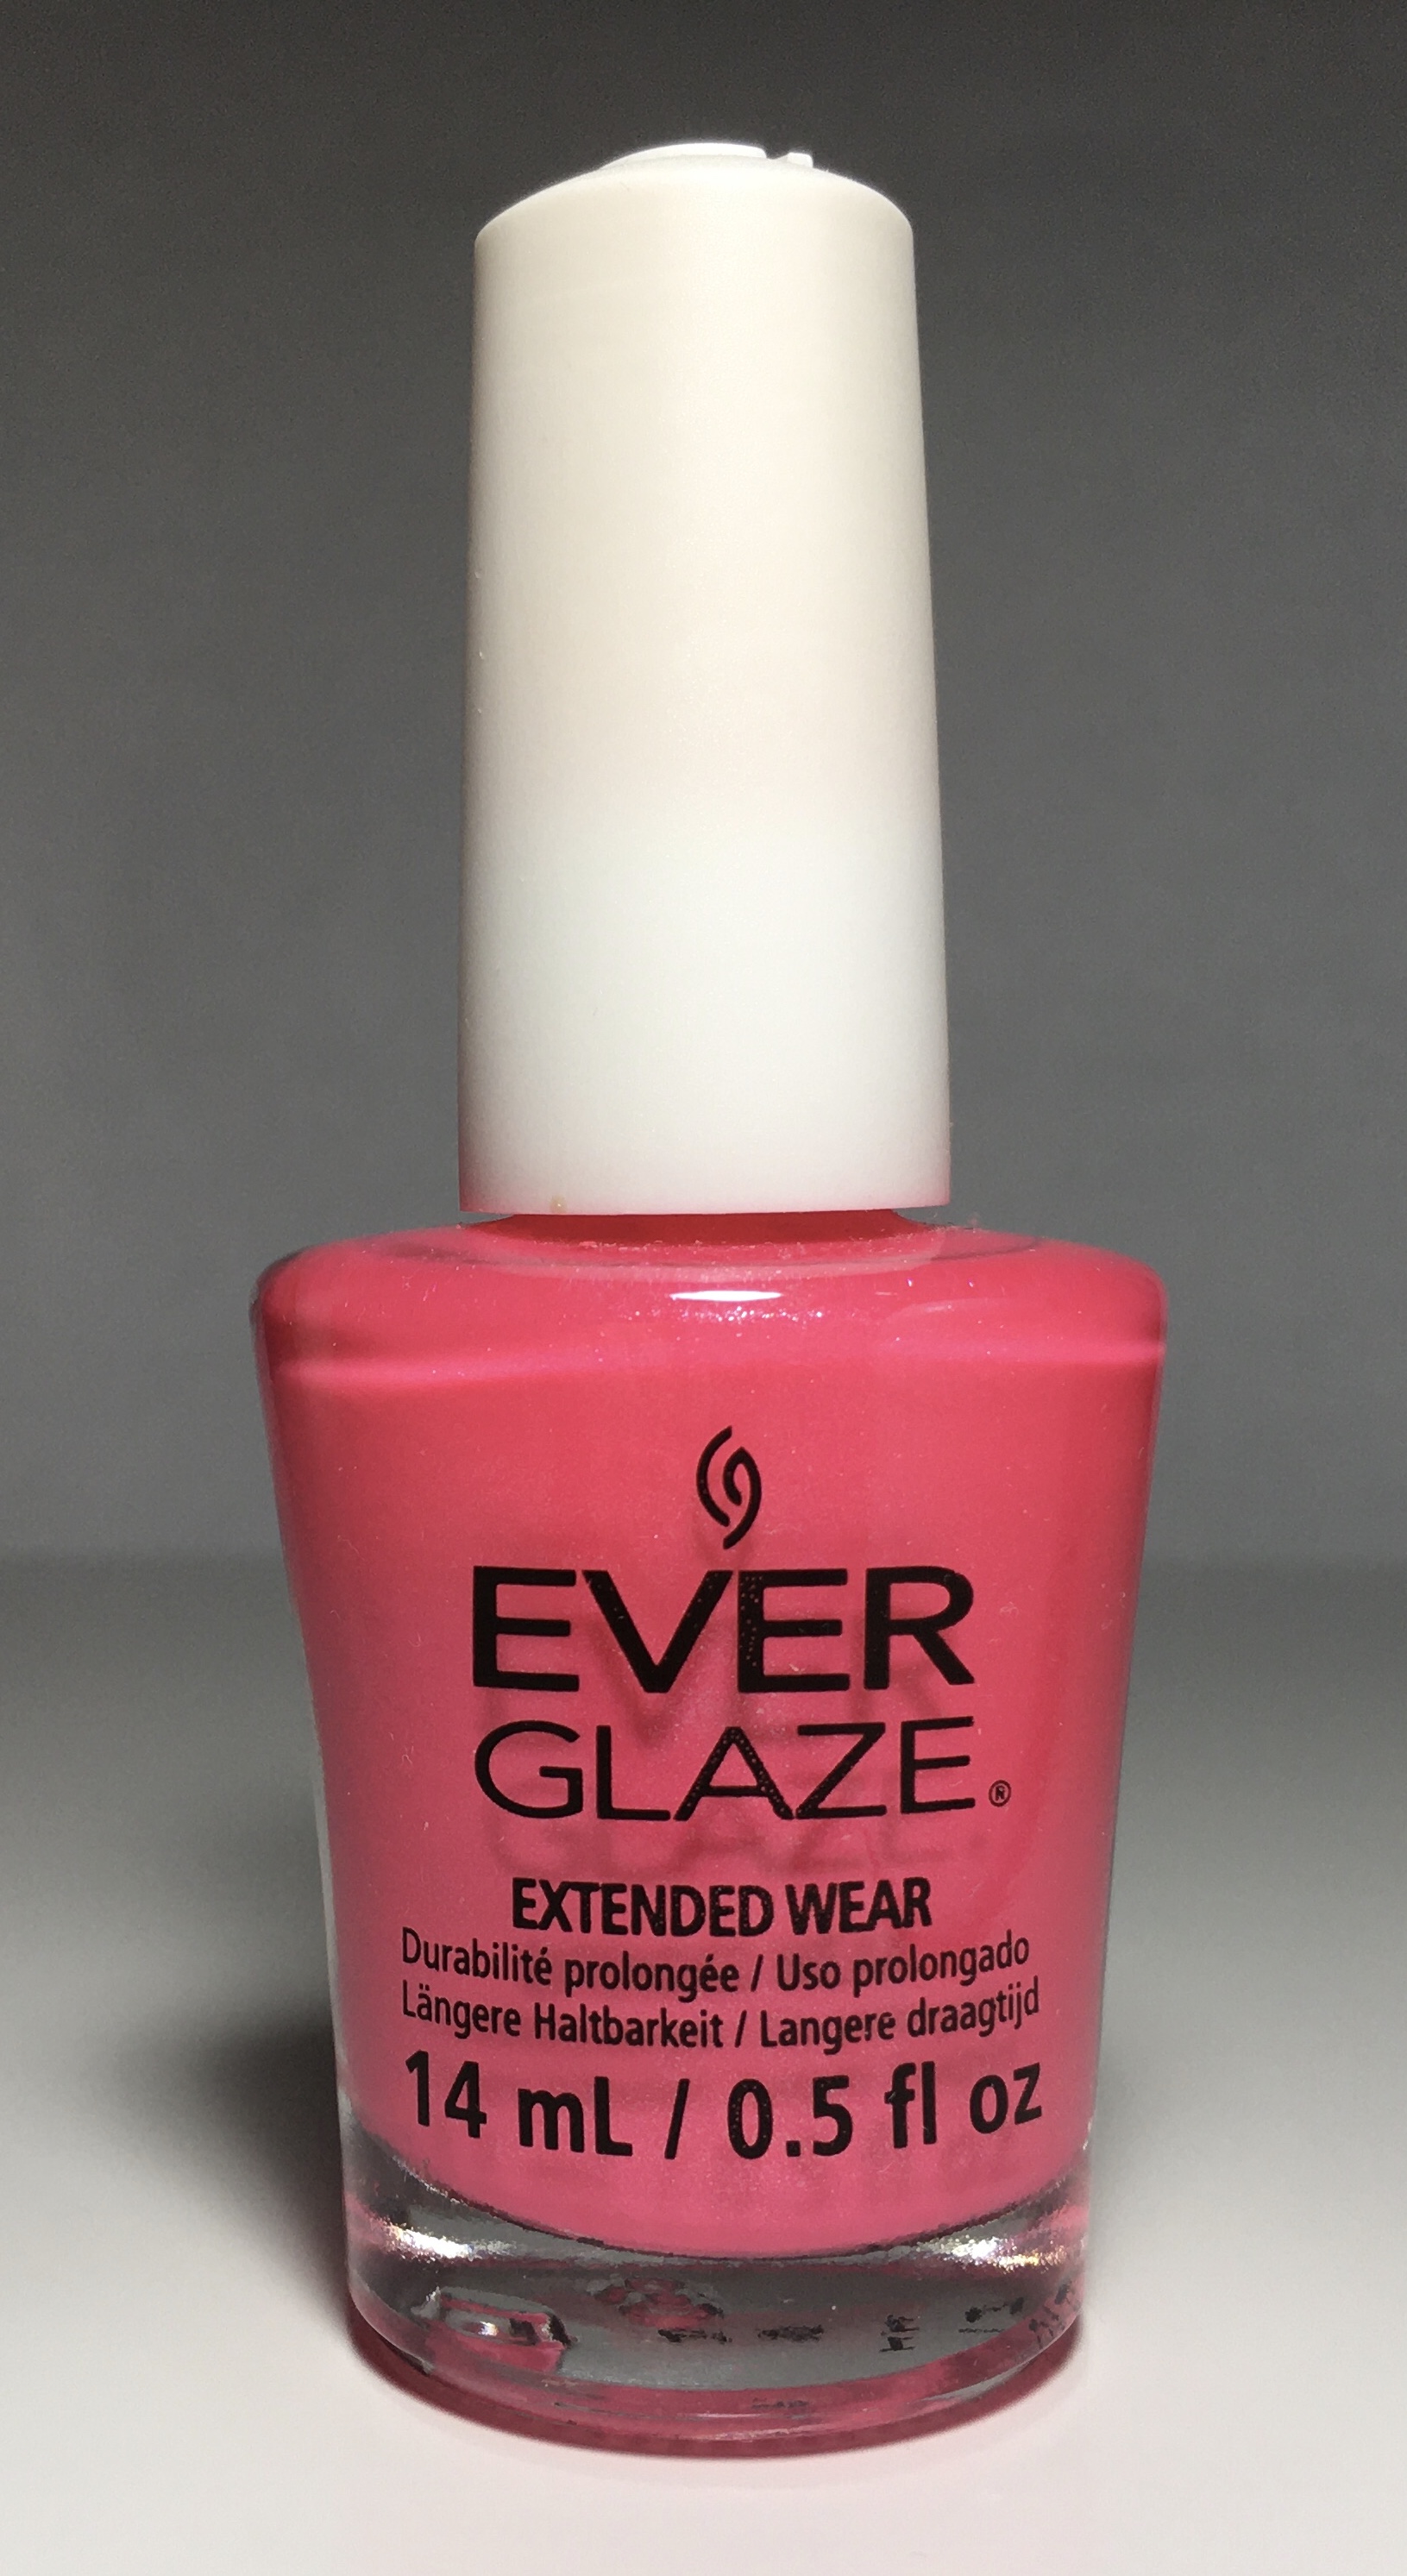 EVER
GLAZE®
EXTENDED WEAR
Durabilité prolongée / Uso prolongado
Längere Haltbarkeit / Langere draagtijd
14 mL / 0.5 fl oz